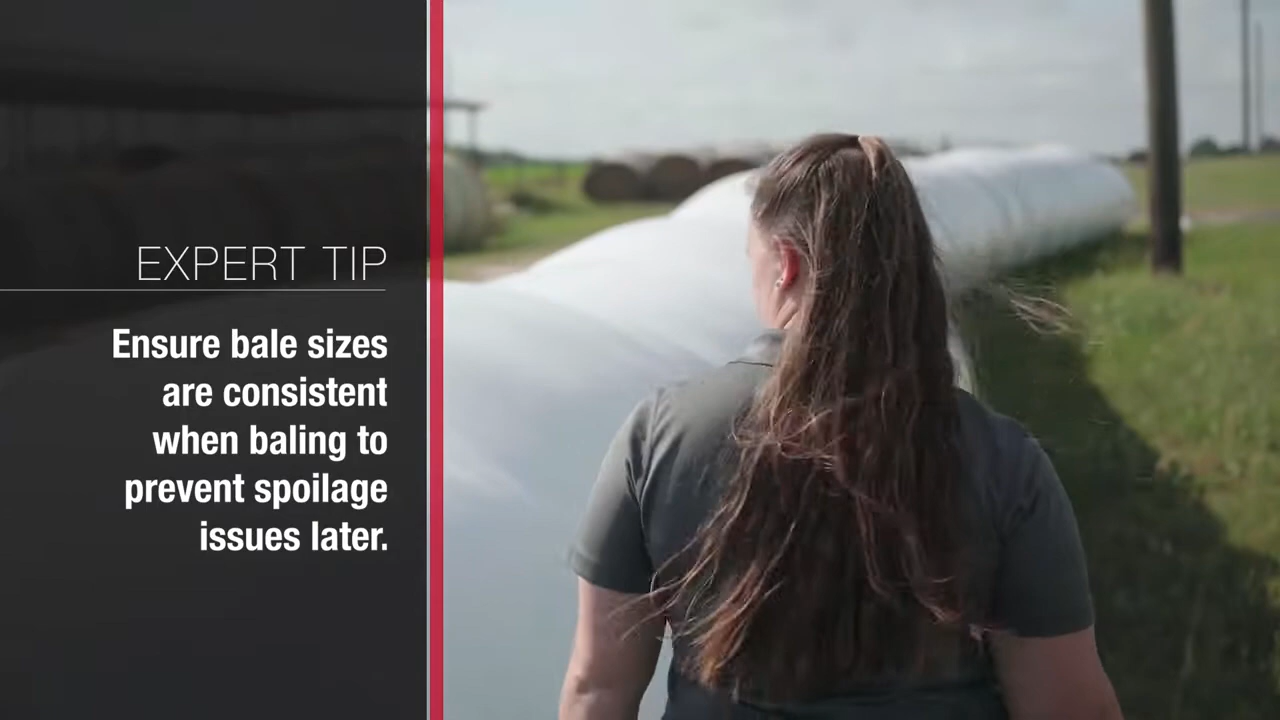 EXPERT TIP
Ensure bale sizes
are consistent
when baling to
prevent spoilage
issues later.